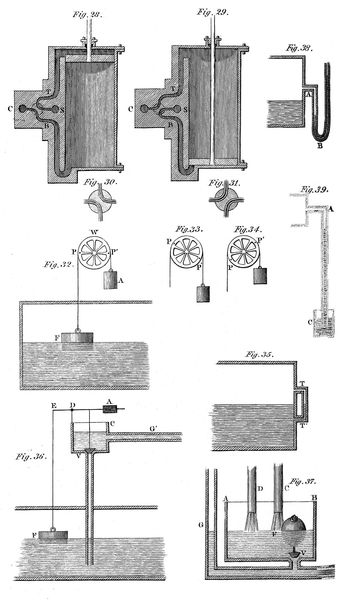 Fig. 28.
Fig. 29.
T
C
S
B
T
C
S
B
Fig. 38.
A
B
Fig. 30.
Fig. 31.
Fig. 39.
A
C
Fig. 32.
W
P
P'
A
F
Fig. 33.
P
P
Fig. 34.
P
P'
Fig. 35.
T
T'
Fig. 36.
E
D
A
C
G'
V
F
Fig. 37.
D
C
A
B
G
F
V